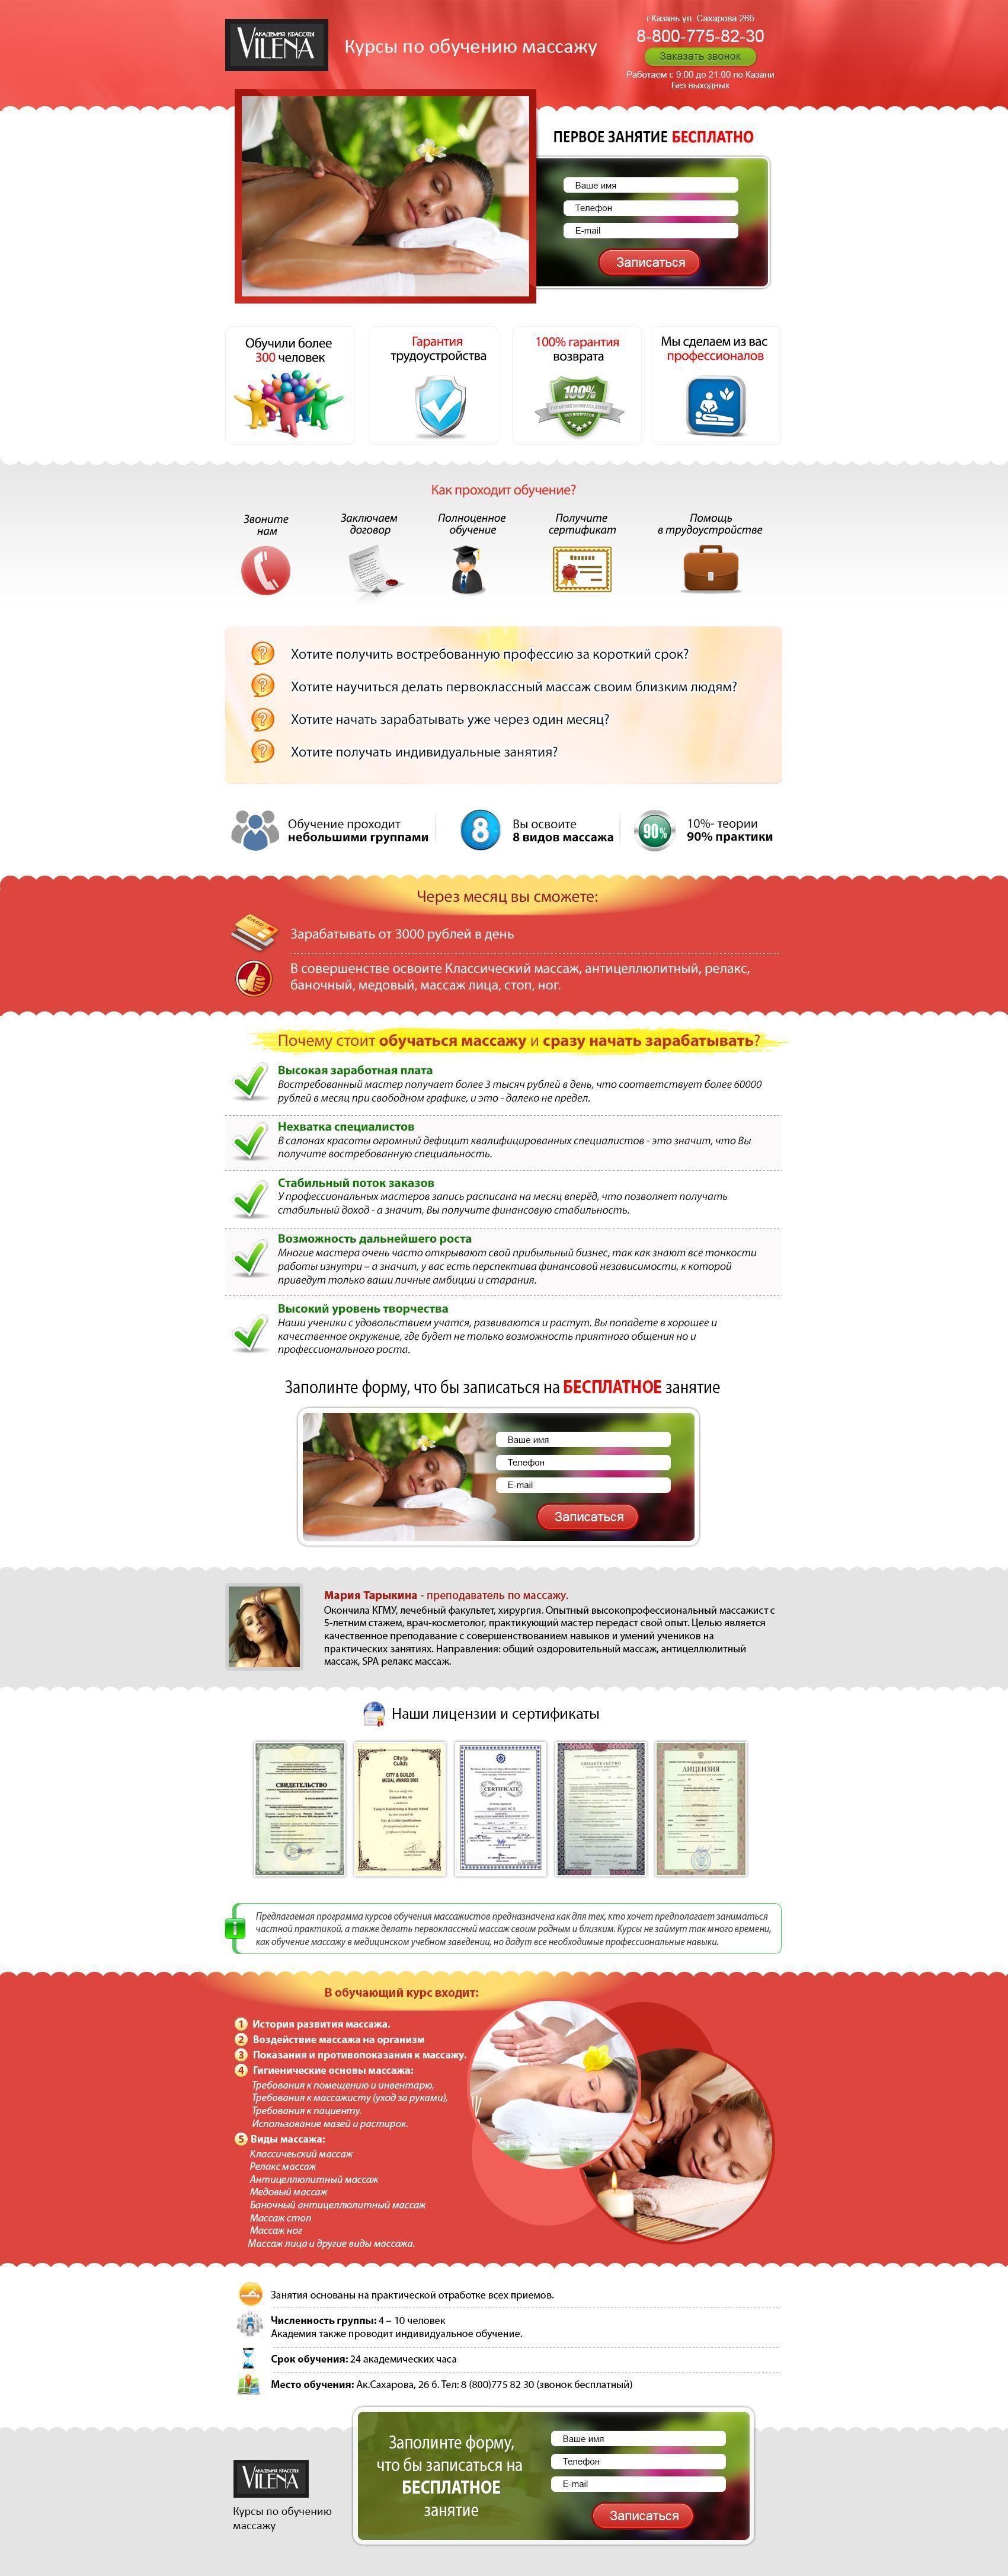 АКАДЕМИЯ КРАСОТЫ
VILENA
Курсы по обучению массажу
г.Казань ул. Сахарова 26б
8-800-775-82-30
Заказать звонок
Работаем с 9:00 до 21:00 по Казани
Без выходных
ПЕРВОЕ ЗАНЯТИЕ БЕСПЛАТНО
Ваше имя
Телефон
E-mail
Записаться
Обучили более
300 человек
Гарантия
трудоустройства
100% гарантия
возврата
100%
Мы сделаем из вас
профессионалов
Как проходит обучение?
Звоните
нам
Заключаем
договор
Полноценное
обучение
Получите
сертификат
Помощь
в трудоустройстве
Хотите получить востребованную профессию за короткий срок?
Хотите научиться делать первоклассный массаж своим близким людям?
Хотите начать зарабатывать уже через один месяц?
Хотите получать индивидуальные занятия?
Обучение проходит
небольшими группами
8
Вы освоите
8 видов массажа
90%
10%- теории
90% практики
Через месяц вы сможете:
Зарабатывать от 3000 рублей в день
В совершенстве освоите Классический массаж, антицеллюлитный, релакс,
баночный, медовый, массаж лица, стоп, ног.
Почему стоит обучаться массажу и сразу начать зарабатывать?
Высокая заработная плата
Востребованный мастер получает более 3 тысяч рублей в день, что соответствует более 60000
рублей в месяц при свободном графике, и это - далеко не предел.
Нехватка специалистов
В салонах красоты огромный дефицит квалифицированных специалистов - это значит, что Вы
получите востребованную специальность.
Стабильный поток заказов
У профессиональных мастеров запись расписана на месяц вперёд, что позволяет получать
стабильный доход - а значит, Вы получите финансовую стабильность.
Возможность дальнейшего роста
Многие мастера очень часто открывают свой прибыльный бизнес, так как знают все тонкости
работы изнутри – а значит, у вас есть перспектива финансовой независимости, к которой
приведут только ваши личные амбиции и старания.
Высокий уровень творчества
Наши ученики с удовольствием учатся, развиваются и растут. Вы попадете в хорошее и
качественное окружение, где будет не только возможность приятного общения но и
профессионального роста.
Заполните форму, что бы записаться на БЕСПЛАТНОЕ занятие
Ваше имя
Телефон
E-mail
Записаться
Мария Тарыкина - преподаватель по массажу.
Окончила КГМУ, лечебный факультет, хирургия. Опытный высокопрофессиональный массажист с
5-летним стажем, врач-косметолог, практикующий мастер передаст свой опыт. Целью является
качественное преподавание с совершенствованием навыков и умений учеников на
практических занятиях. Направления: общий оздоровительный массаж, антицеллюлитный
массаж, SPA релакс массаж.
Наши лицензии и сертификаты
СВИДЕТЕЛЬСТВО
City & Guilds
CITY & GUILDS
MEDAL AWARD 2005
CERTIFICATE
СВИДЕТЕЛЬСТВО
ЛИЦЕНЗИЯ
Предлагаемая программа курсов обучения массажистов предназначена как для тех, кто хочет предполагает заниматься
частной практикой, а также делать первоклассный массаж своим родным и близким. Курсы не займут так много времени,
как обучение массажу в медицинском учебном заведении, но дадут все необходимые профессиональные навыки.
В обучающий курс входит:
1 История развития массажа.
2 Воздействие массажа на организм
3 Показания и противопоказания к массажу.
4 Гигиенические основы массажа:
Требования к помещению и инвентарю,
Требования к массажисту (уход за руками),
Требования к пациенту.
Использование мазей и растирок.
5 Виды массажа:
Классичеьский массаж
Релакс массаж
Антицеллюлитный массаж
Медовый массаж
Баночный антицеллюлитный массаж
Массаж стоп
Массаж ног
Массаж лица и другие виды массажа.
Занятия основаны на практической отработке всех приемов.
Численность группы: 4 – 10 человек
Академия также проводит индивидуальное обучение.
Срок обучения: 24 академических часа
Место обучения: Ак.Сахарова, 26 б. Тел: 8 (800)775 82 30 (звонок бесплатный)
АКАДЕМИЯ КРАСОТЫ
VILENA
Курсы по обучению
массажу
Заполните форму,
что бы записаться на
БЕСПЛАТНОЕ
занятие
Ваше имя
Телефон
E-mail
Записаться